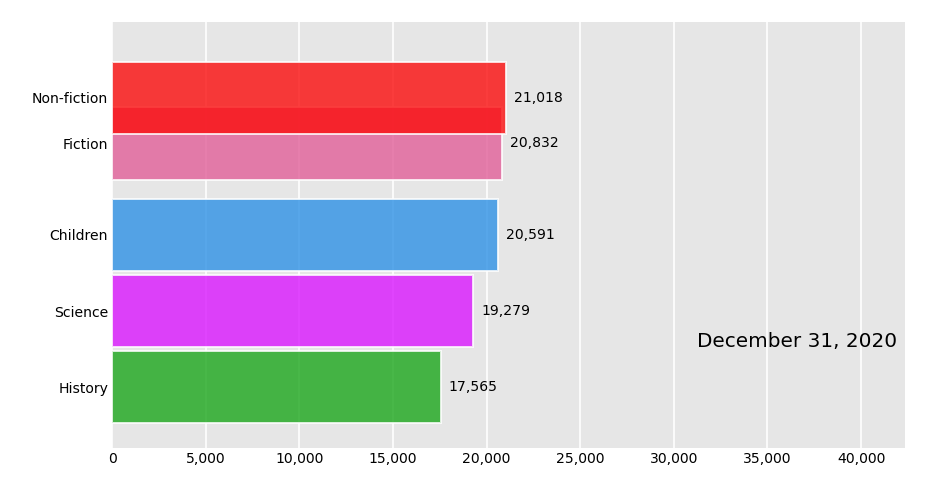 Non-fiction 21,018
Fiction 20,832
Children 20,591
Science 19,279
December 31, 2020
History 17,565
0 5,000 10,000 15,000 20,000 25,000 30,000 35,000 40,000